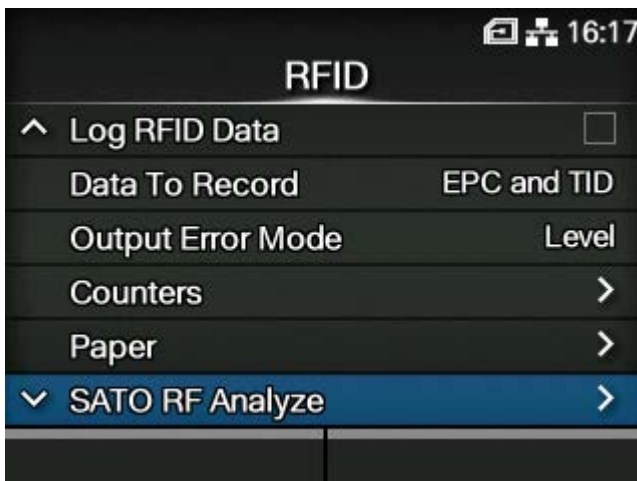 16:17
RFID
Log RFID Data
Data To Record EPC and TID
Output Error Mode Level
Counters
Paper
SATO RF Analyze